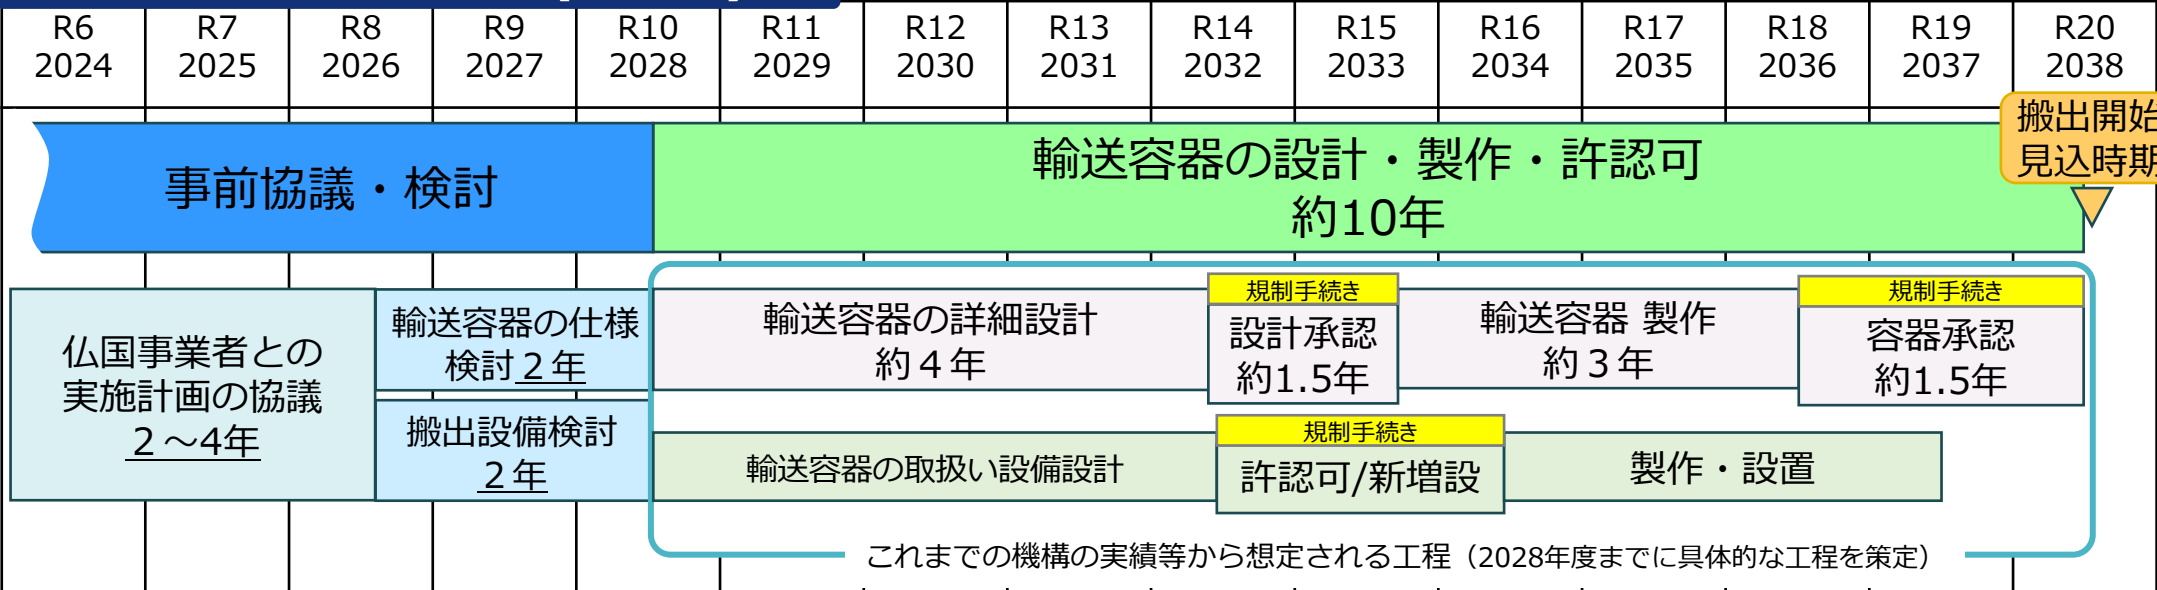 R6 R7 R8 R9 R10 R11 R12 R13 R14 R15 R16 R17 R18 R19 R20
2024 2025 2026 2027 2028 2029 2030 2031 2032 2033 2034 2035 2036 2037 2038
搬出開始
見込時期
事前協議・検討
輸送容器の設計・製作・許認可
約10年
仏国事業者との
実施計画の協議
２～4年
輸送容器の仕様
検討２年
搬出設備検討
２年
輸送容器の詳細設計
約４年
規制手続き
設計承認
約1.5年
輸送容器 製作
約３年
規制手続き
容器承認
約1.5年
輸送容器の取扱い設備設計
規制手続き
許認可/新増設
製作・設置
これまでの機構の実績等から想定される工程（2028年度までに具体的な工程を策定）